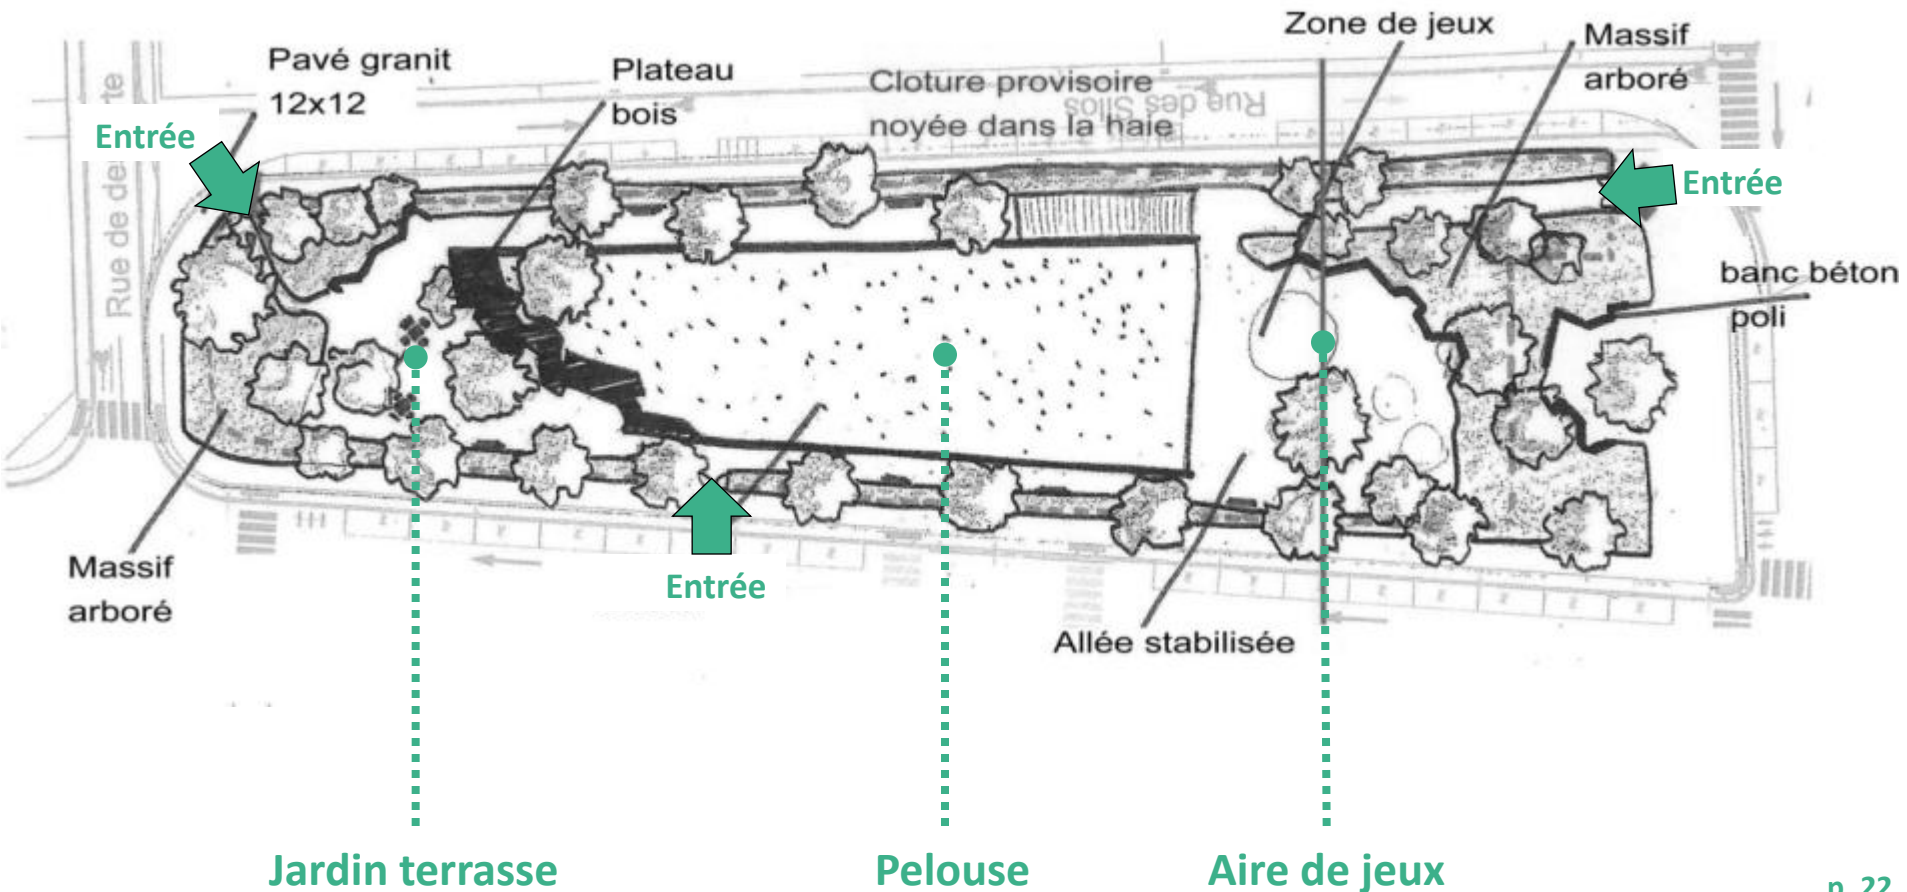 Zone de jeux
Massif
arboré
Pavé granit
12x12
Plateau
bois
Cloture provisoire
noyée dans la haie
Rue des Silos
Rue de de
Entrée
Entrée
banc béton
poli
Massif
arboré
Entrée
Allée stabilisée
Jardin terrasse
Pelouse
Aire de jeux
p. 22